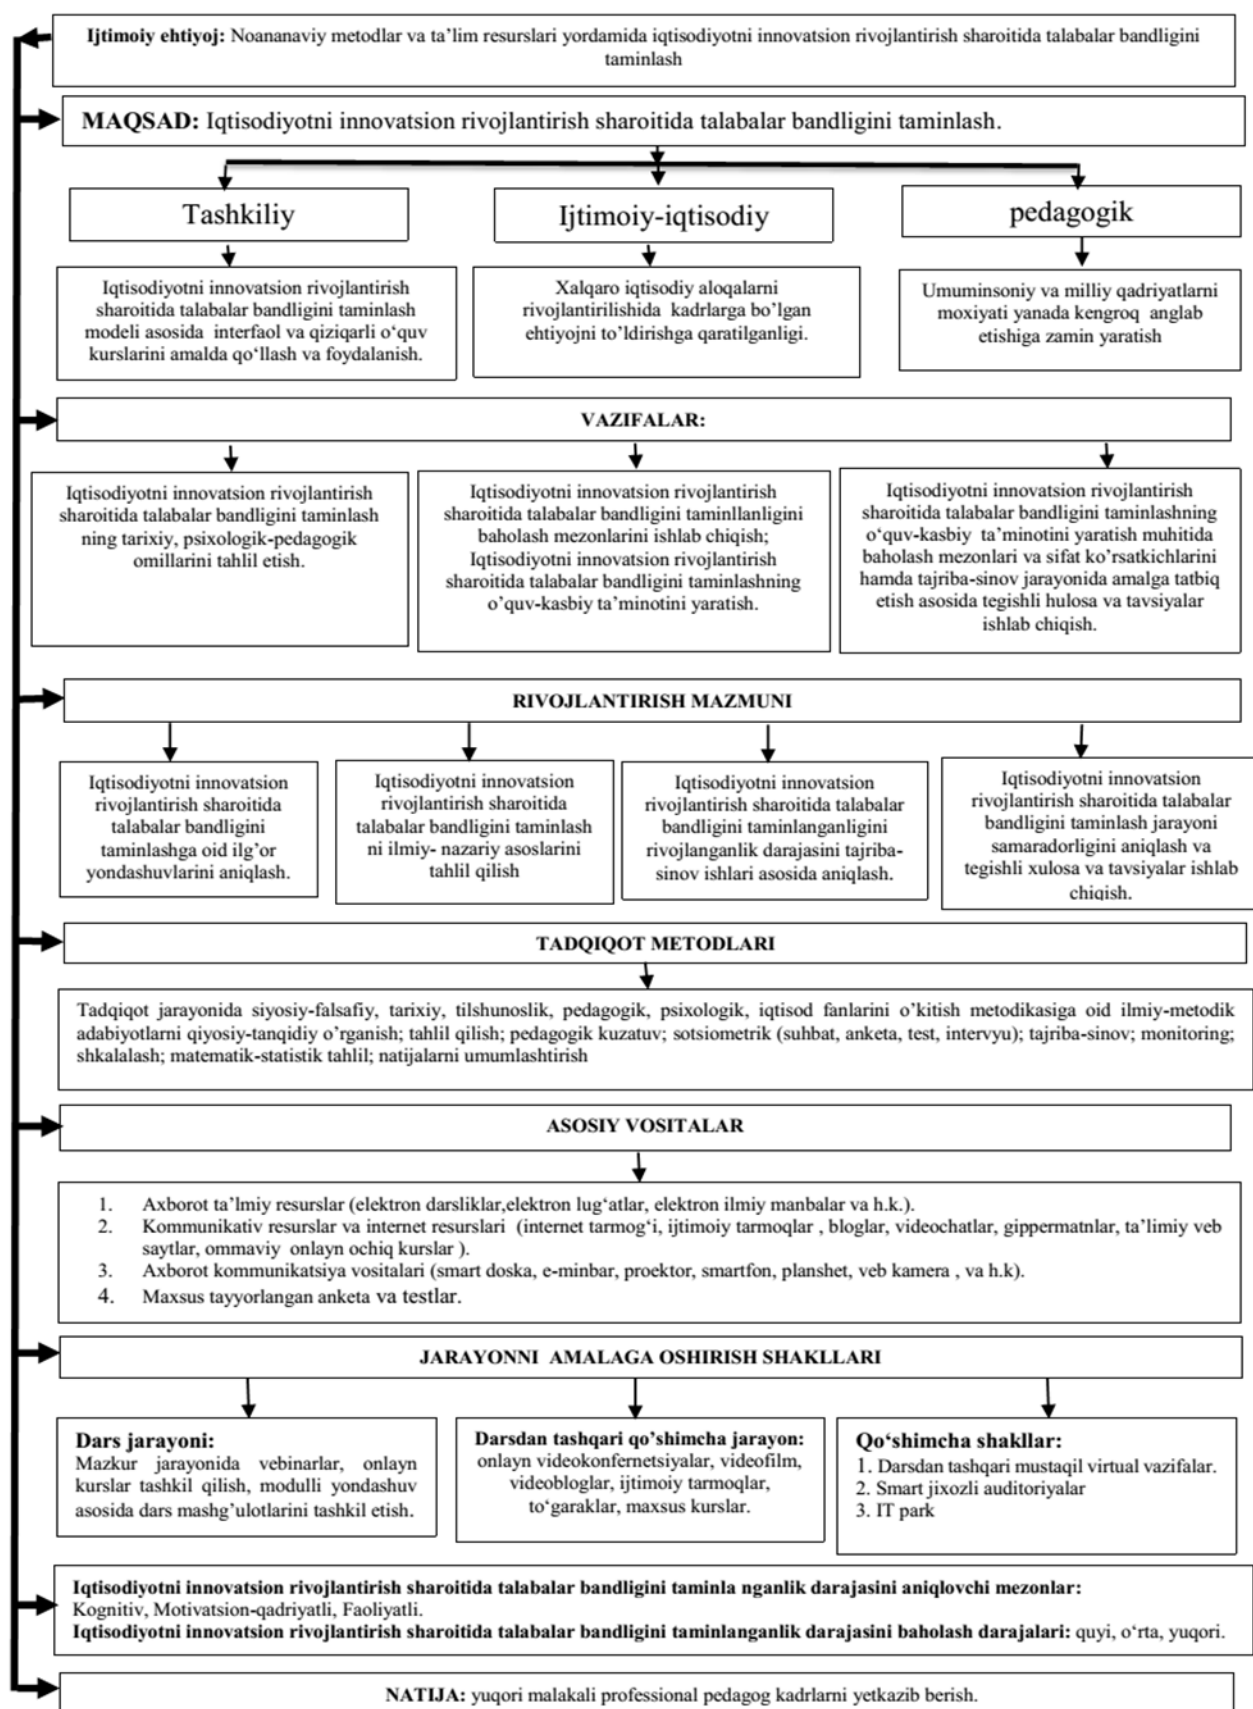 Ijtimoiy ehtiyoj: Noananaviy metodlar va ta’lim resurslari yordamida iqtisodiyotni innovatsion rivojlantirish sharoitida talabalar bandligini
taminlash
MAQSAD: Iqtisodiyotni innovatsion rivojlantirish sharoitida talabalar bandligini taminlash.
Tashkiliy
Ijtimoiy-iqtisodiy
pedagogik
Iqtisodiyotni innovatsion rivojlantirish
sharoitida talabalar bandligini taminlash
modeli asosida interfaol va qiziqarli o‘quv
kurslarini amalda qo‘llash va foydalanish.
Xalqaro iqtisodiy aloqalarni
rivojlantirilishida kadrlarga bo’lgan
ehtiyojni to’ldirishga qaratilganligi.
Umuminsoniy va milliy qadriyatlarni
moxiyati yanada kengroq anglab
etishiga zamin yaratish
VAZIFALAR:
Iqtisodiyotni innovatsion rivojlantirish
sharoitida talabalar bandligini taminlash
ning tarixiy, psixologik-pedagogik
omillarini tahlil etish.
Iqtisodiyotni innovatsion rivojlantirish
sharoitida talabalar bandligini taminllanligini
baholash mezonlarini ishlab chiqish;
Iqtisodiyotni innovatsion rivojlantirish
sharoitida talabalar bandligini taminlashning
o’quv-kasbiy ta’minotini yaratish.
Iqtisodiyotni innovatsion rivojlantirish
sharoitida talabalar bandligini taminlashning
o‘quv-kasbiy ta’minotini yaratish muhitida
baholash mezonlari va sifat ko’rsatkichlarini
hamda tajriba-sinov jarayonida amalga tatbiq
etish asosida tegishli hulosa va tavsiyalar
ishlab chiqish.
RIVOJLANTIRISH MAZMUNI
Iqtisodiyotni innovatsion
rivojlantirish sharoitida
talabalar bandligini
taminlashga oid ilg’or
yondashuvlarini aniqlash.
Iqtisodiyotni innovatsion
rivojlantirish sharoitida
talabalar bandligini taminlash
ni ilmiy- nazariy asoslarini
tahlil qilish
Iqtisodiyotni innovatsion
rivojlantirish sharoitida talabalar
bandligini taminlanganligini
rivojlanganlik darajasini tajriba-
sinov ishlari asosida aniqlash.
Iqtisodiyotni innovatsion
rivojlantirish sharoitida talabalar
bandligini taminlash jarayoni
samaradorligini aniqlash va
tegishli xulosa va tavsiyalar ishlab
chiqish.
TADQIQOT METODLARI
Tadqiqot jarayonida siyosiy-falsafiy, tarixiy, tilshunoslik, pedagogik, psixologik, iqtisod fanlarini o’kitish metodikasiga oid ilmiy-metodik
adabiyotlarni qiyosiy-tanqidiy o’rganish; tahlil qilish; pedagogik kuzatuv; sotsiometrik (suhbat, anketa, test, intervyu); tajriba-sinov; monitoring;
shkalalash; matematik-statistik tahlil; natijalarni umumlashtirish
ASOSIY VOSITALAR
1. Axborot ta’lmiy resurslar (elektron darsliklar,elektron lug‘atlar, elektron ilmiy manbalar va h.k.).
2. Kommunikativ resurslar va internet resurslari (internet tarmog‘i, ijtimoiy tarmoqlar , bloglar, videochatlar, gippermatnlar, ta’limiy veb
saytlar, ommaviy onlayn ochiq kurslar ).
3. Axborot kommunikatsiya vositalari (smart doska, e-minbar, proektor, smartfon, planshet, veb kamera , va h.k).
4. Maxsus tayyorlangan anketa va testlar.
JARAYONNI AMALAGA OSHIRISH SHAKLLARI
Dars jarayoni:
Mazkur jarayonida vebinarlar, onlayn
kurslar tashkil qilish, modulli yondashuv
asosida dars mashg’ulotlarini tashkil etish.
Darsdan tashqari qo’shimcha jarayon:
onlayn videokonfernetsiyalar, videofilm,
videobloglar, ijtimoiy tarmoqlar,
to‘garaklar, maxsus kurslar.
Qo‘shimcha shakllar:
1. Darsdan tashqari mustaqil virtual vazifalar.
2. Smart jixozli auditoriyalar
3. IT park
Iqtisodiyotni innovatsion rivojlantirish sharoitida talabalar bandligini taminla nganlik darajasini aniqlovchi mezonlar:
Kognitiv, Motivatsion-qadriyatli, Faoliyatli.
Iqtisodiyotni innovatsion rivojlantirish sharoitida talabalar bandligini taminlanganlik darajasini baholash darajalari: quyi, o‘rta, yuqori.
NATIJA: yuqori malakali professional pedagog kadrlarni yetkazib berish.